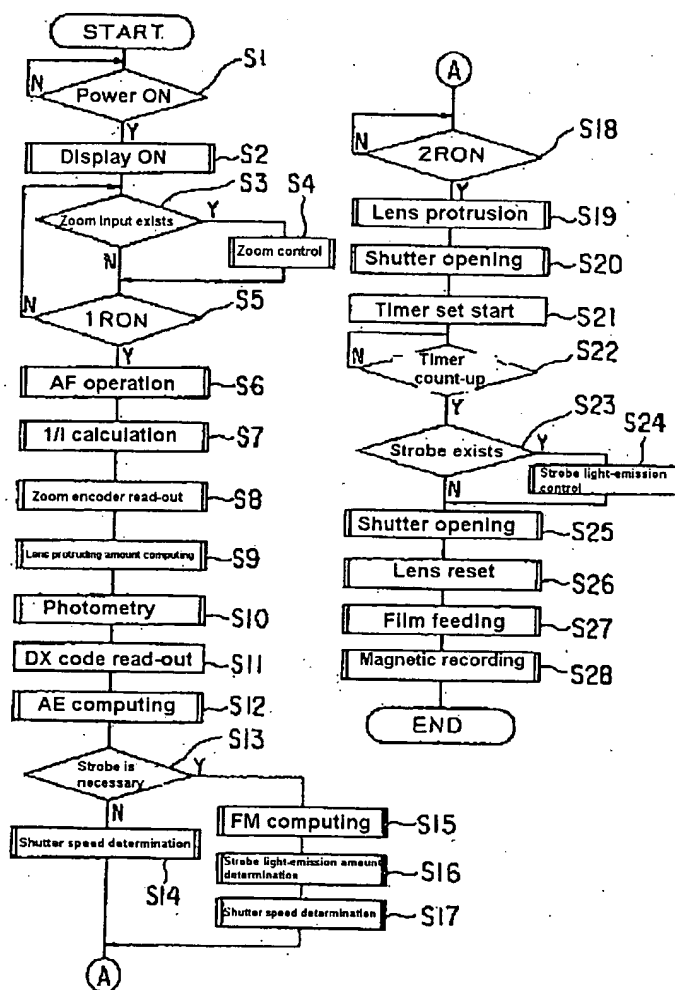 START
S1
N
Power ON
Y
Display ON
S2
S3
Zoom Input exists
Y
S4
Zoom control
N
S5
N
1RON
Y
AF operation
S6
1/l calculation
S7
Zoom encoder read-out
S8
Lens protruding amount computing
S9
Photometry
S10
DX code read-out
S11
AE computing
S12
S13
Strobe is
necessary
Y
N
Shutter speed determination
S14
FM computing
S15
Strobe light-emission amount
determination
S16
Shutter speed determination
S17
A
A
S18
N
2RON
Y
Lens protrusion
S19
Shutter opening
S20
Timer set start
S21
N
Timer
count-up
S22
Y
S23
Strobe exists
Y
S24
Strobe light-emission
control
N
Shutter opening
S25
Lens reset
S26
Film feeding
S27
Magnetic recording
S28
END